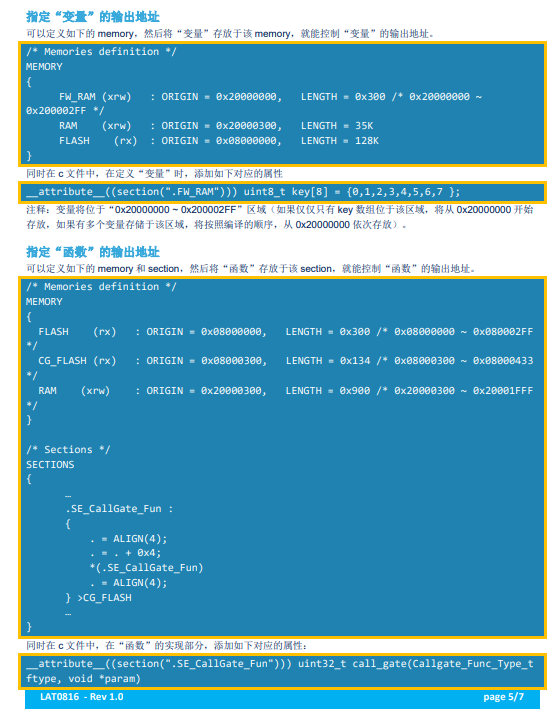 指定“变量”的输出地址
可以定义如下的 memory，然后将“变量”存放于该 memory，就能控制“变量”的输出地址。
/* Memories definition */
MEMORY
{
FW_RAM (xrw) : ORIGIN = 0x20000000, LENGTH = 0x300 /* 0x20000000 ~
0x200002FF */
RAM (xrw) : ORIGIN = 0x20000300, LENGTH = 35K
FLASH (rx) : ORIGIN = 0x08000000, LENGTH = 128K
}
同时在 c 文件中，在定义“变量”时，添加如下对应的属性
__attribute__((section(".FW_RAM"))) uint8_t key[8] = {0,1,2,3,4,5,6,7 };
注释：变量将位于“0x20000000 ~ 0x200002FF”区域（如果仅仅只有 key 数组位于该区域，将从 0x20000000 开始
存放，如果有多个变量存储于该区域，将按照编译的顺序，从 0x20000000 依次存放）。
指定“函数”的输出地址
可以定义如下的 memory 和 section，然后将“函数”存放于该 section，就能控制“函数”的输出地址。
/* Memories definition */
MEMORY
{
FLASH (rx) : ORIGIN = 0x08000000, LENGTH = 0x300 /* 0x08000000 ~ 0x080002FF
*/
CG_FLASH (rx) : ORIGIN = 0x08000300, LENGTH = 0x134 /* 0x08000300 ~ 0x08000433
*/
RAM (xrw) : ORIGIN = 0x20000300, LENGTH = 0x900 /* 0x20000300 ~ 0x20001FFF
*/
}
/* Sections */
SECTIONS
{
…
.SE_CallGate_Fun :
{
. = ALIGN(4);
. = . + 0x4;
*(.SE_CallGate_Fun)
. = ALIGN(4);
} >CG_FLASH
…
}
同时在 c 文件中，在“函数”的实现部分，添加如下对应的属性：
__attribute__((section(".SE_CallGate_Fun"))) uint32_t call_gate(Callgate_Func_Type_t
ftype, void *param)
LAT0816 - Rev 1.0 page 5/7